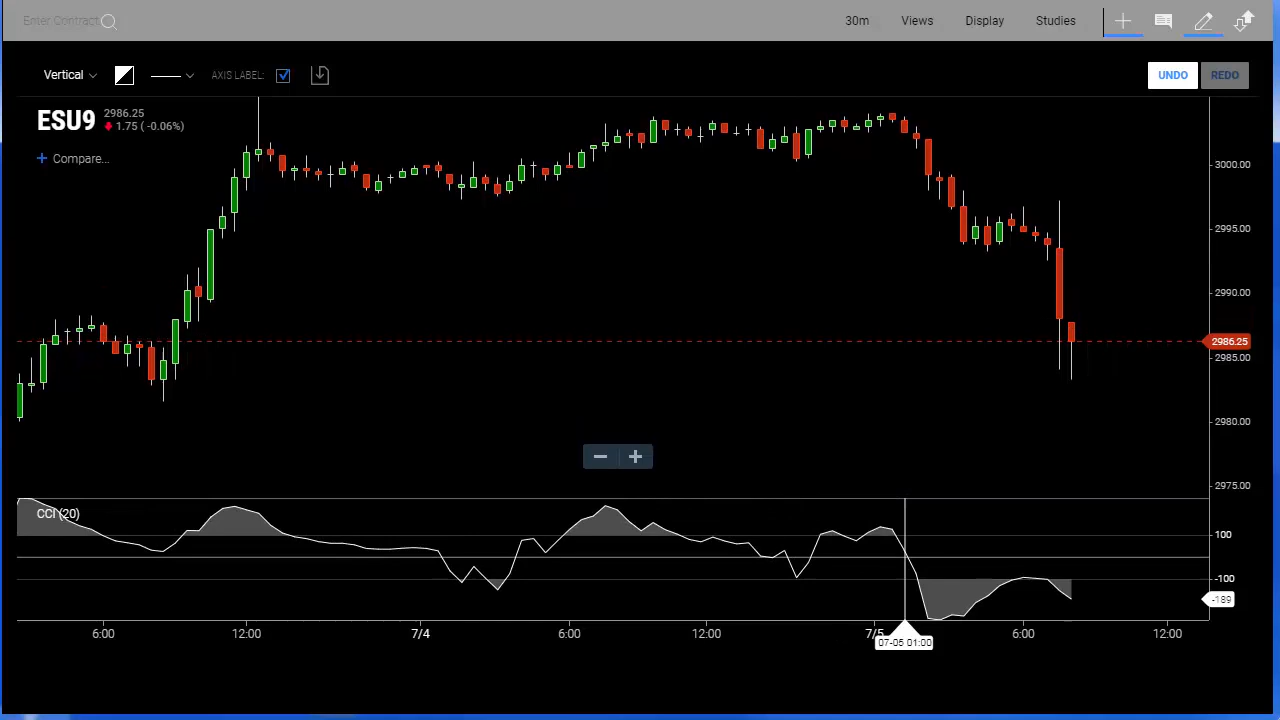 Enter Contract 30m Views Display Studies
Vertical AXIS LABEL: UNDO REDO
ESU9 2986.25
1.75 ( -0.06%)
+ Compare...
3000.00
2995.00
2990.00
2986.25
2985.00
2980.00
2975.00
CCI (20)
100
-100
-189
6:00 12:00 7/4 6:00 12:00 7/5 6:00 12:00
07-05 01:00